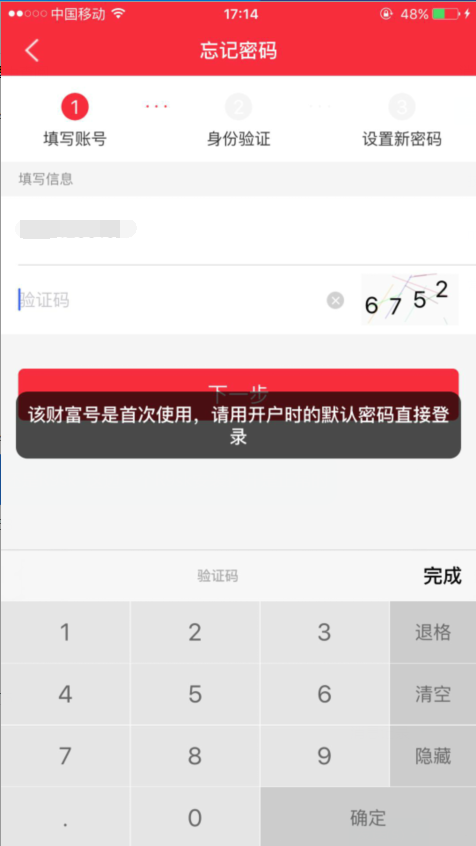 中国移动 17:14 48%
忘记密码
1 2 3
填写账号 身份验证 设置新密码
填写信息
验证码 6752
下一步
该财富号是首次使用，请用开户时的默认密码直接登
录
验证码 完成
1 2 3 退格
4 5 6 清空
7 8 9 隐藏
. 0 确定